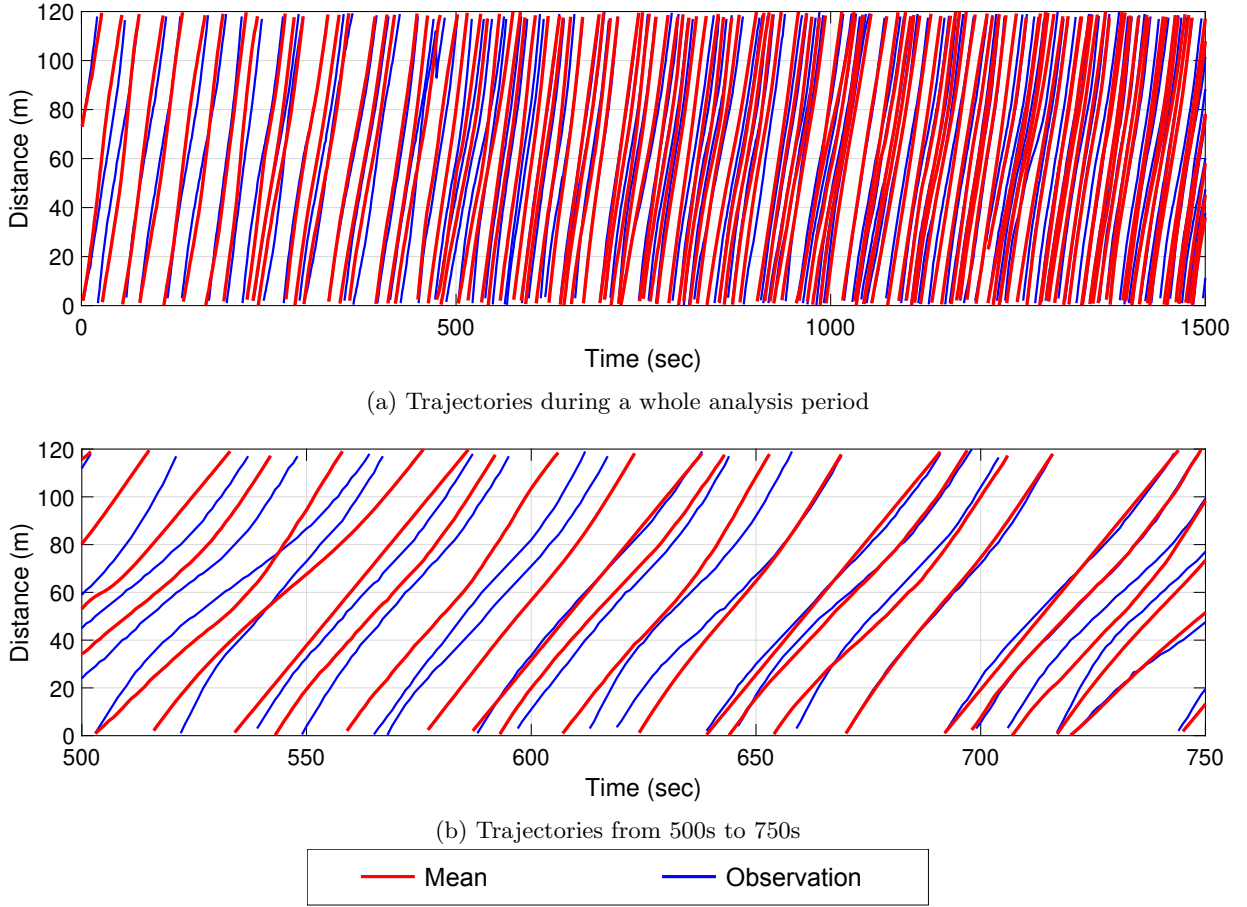 120
100
80
60
40
20
0
Distance (m)
0 500 1000 1500
Time (sec)
(a) Trajectories during a whole analysis period
120
100
80
60
40
20
0
Distance (m)
500 550 600 650 700 750
Time (sec)
(b) Trajectories from 500s to 750s
Mean Observation